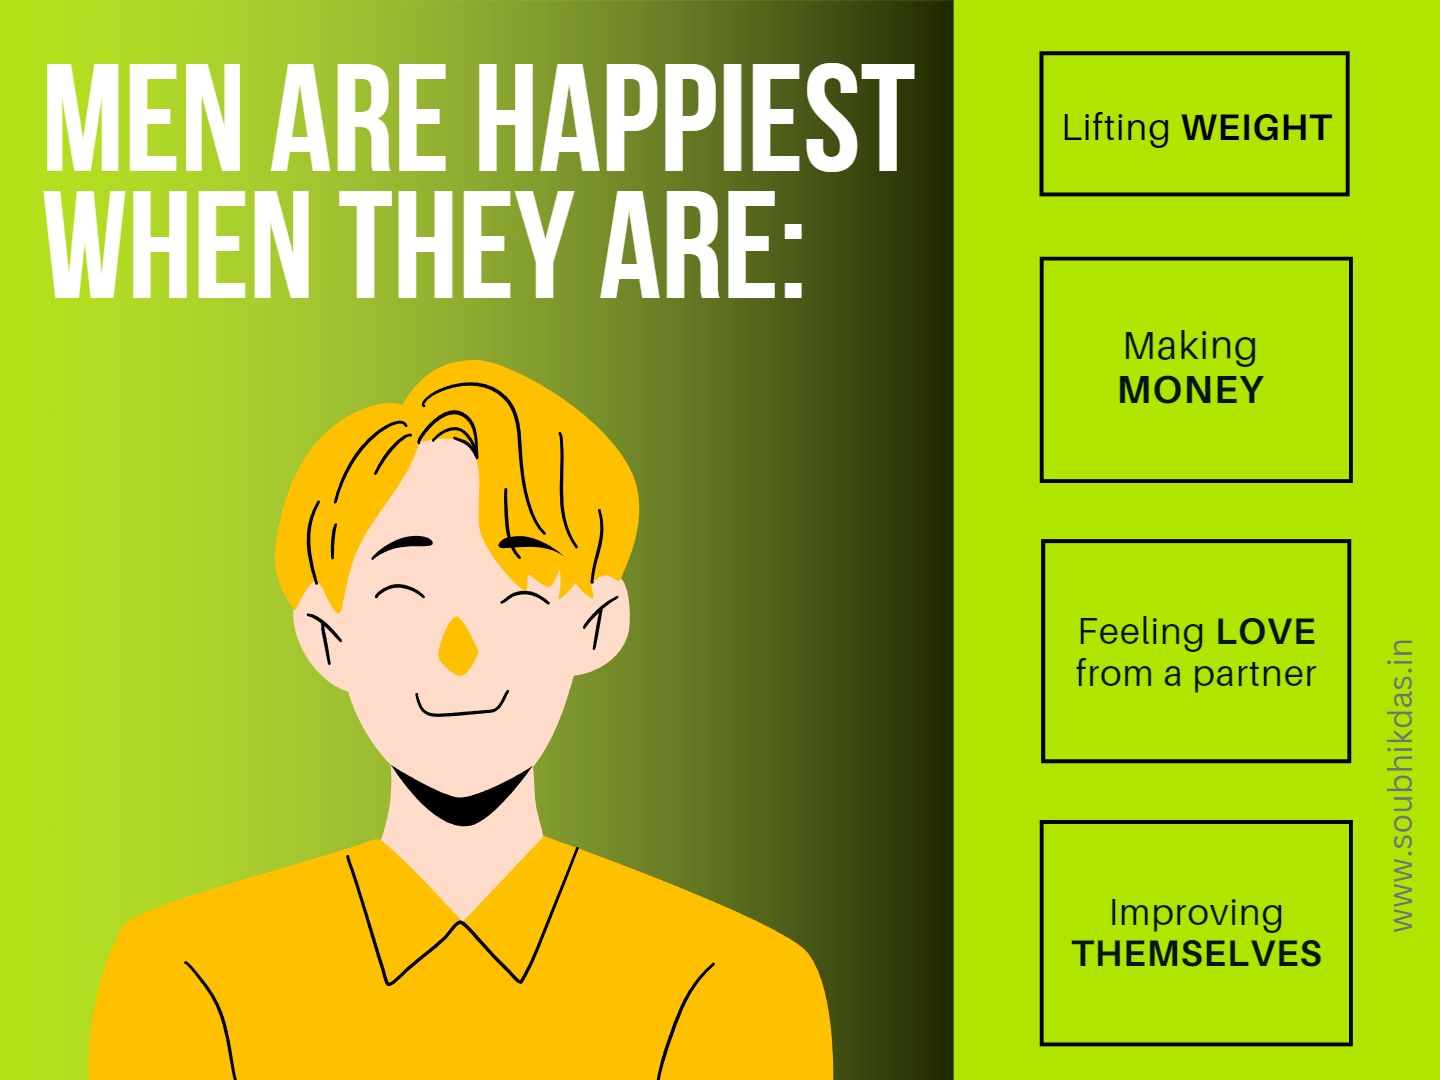 MEN ARE HAPPIEST
WHEN THEY ARE:
Lifting WEIGHT
Making
MONEY
Feeling LOVE
from a partner
Improving
THEMSELVES
www.soubhikdas.in